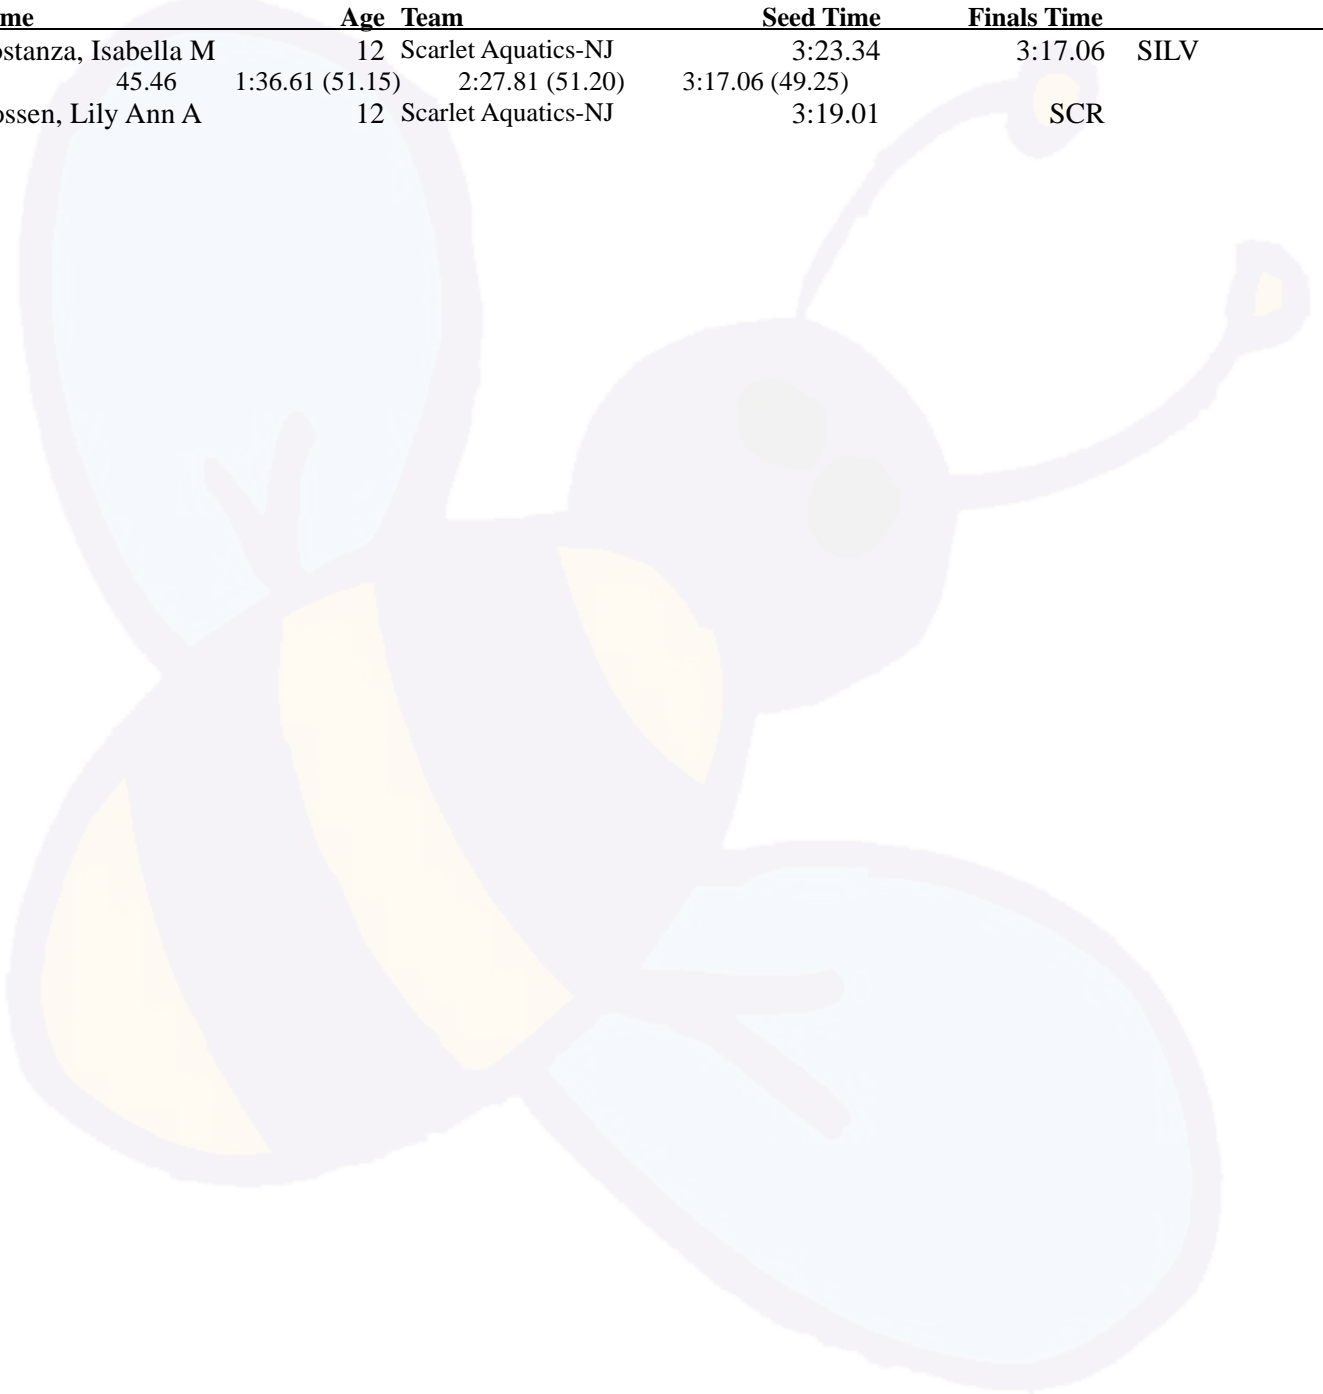 me Age Team Seed Time Finals Time
ostanza, Isabella M 12 Scarlet Aquatics-NJ 3:23.34 3:17.06 SILV
45.46 1:36.61 (51.15) 2:27.81 (51.20) 3:17.06 (49.25)
ossen, Lily Ann A 12 Scarlet Aquatics-NJ 3:19.01 SCR